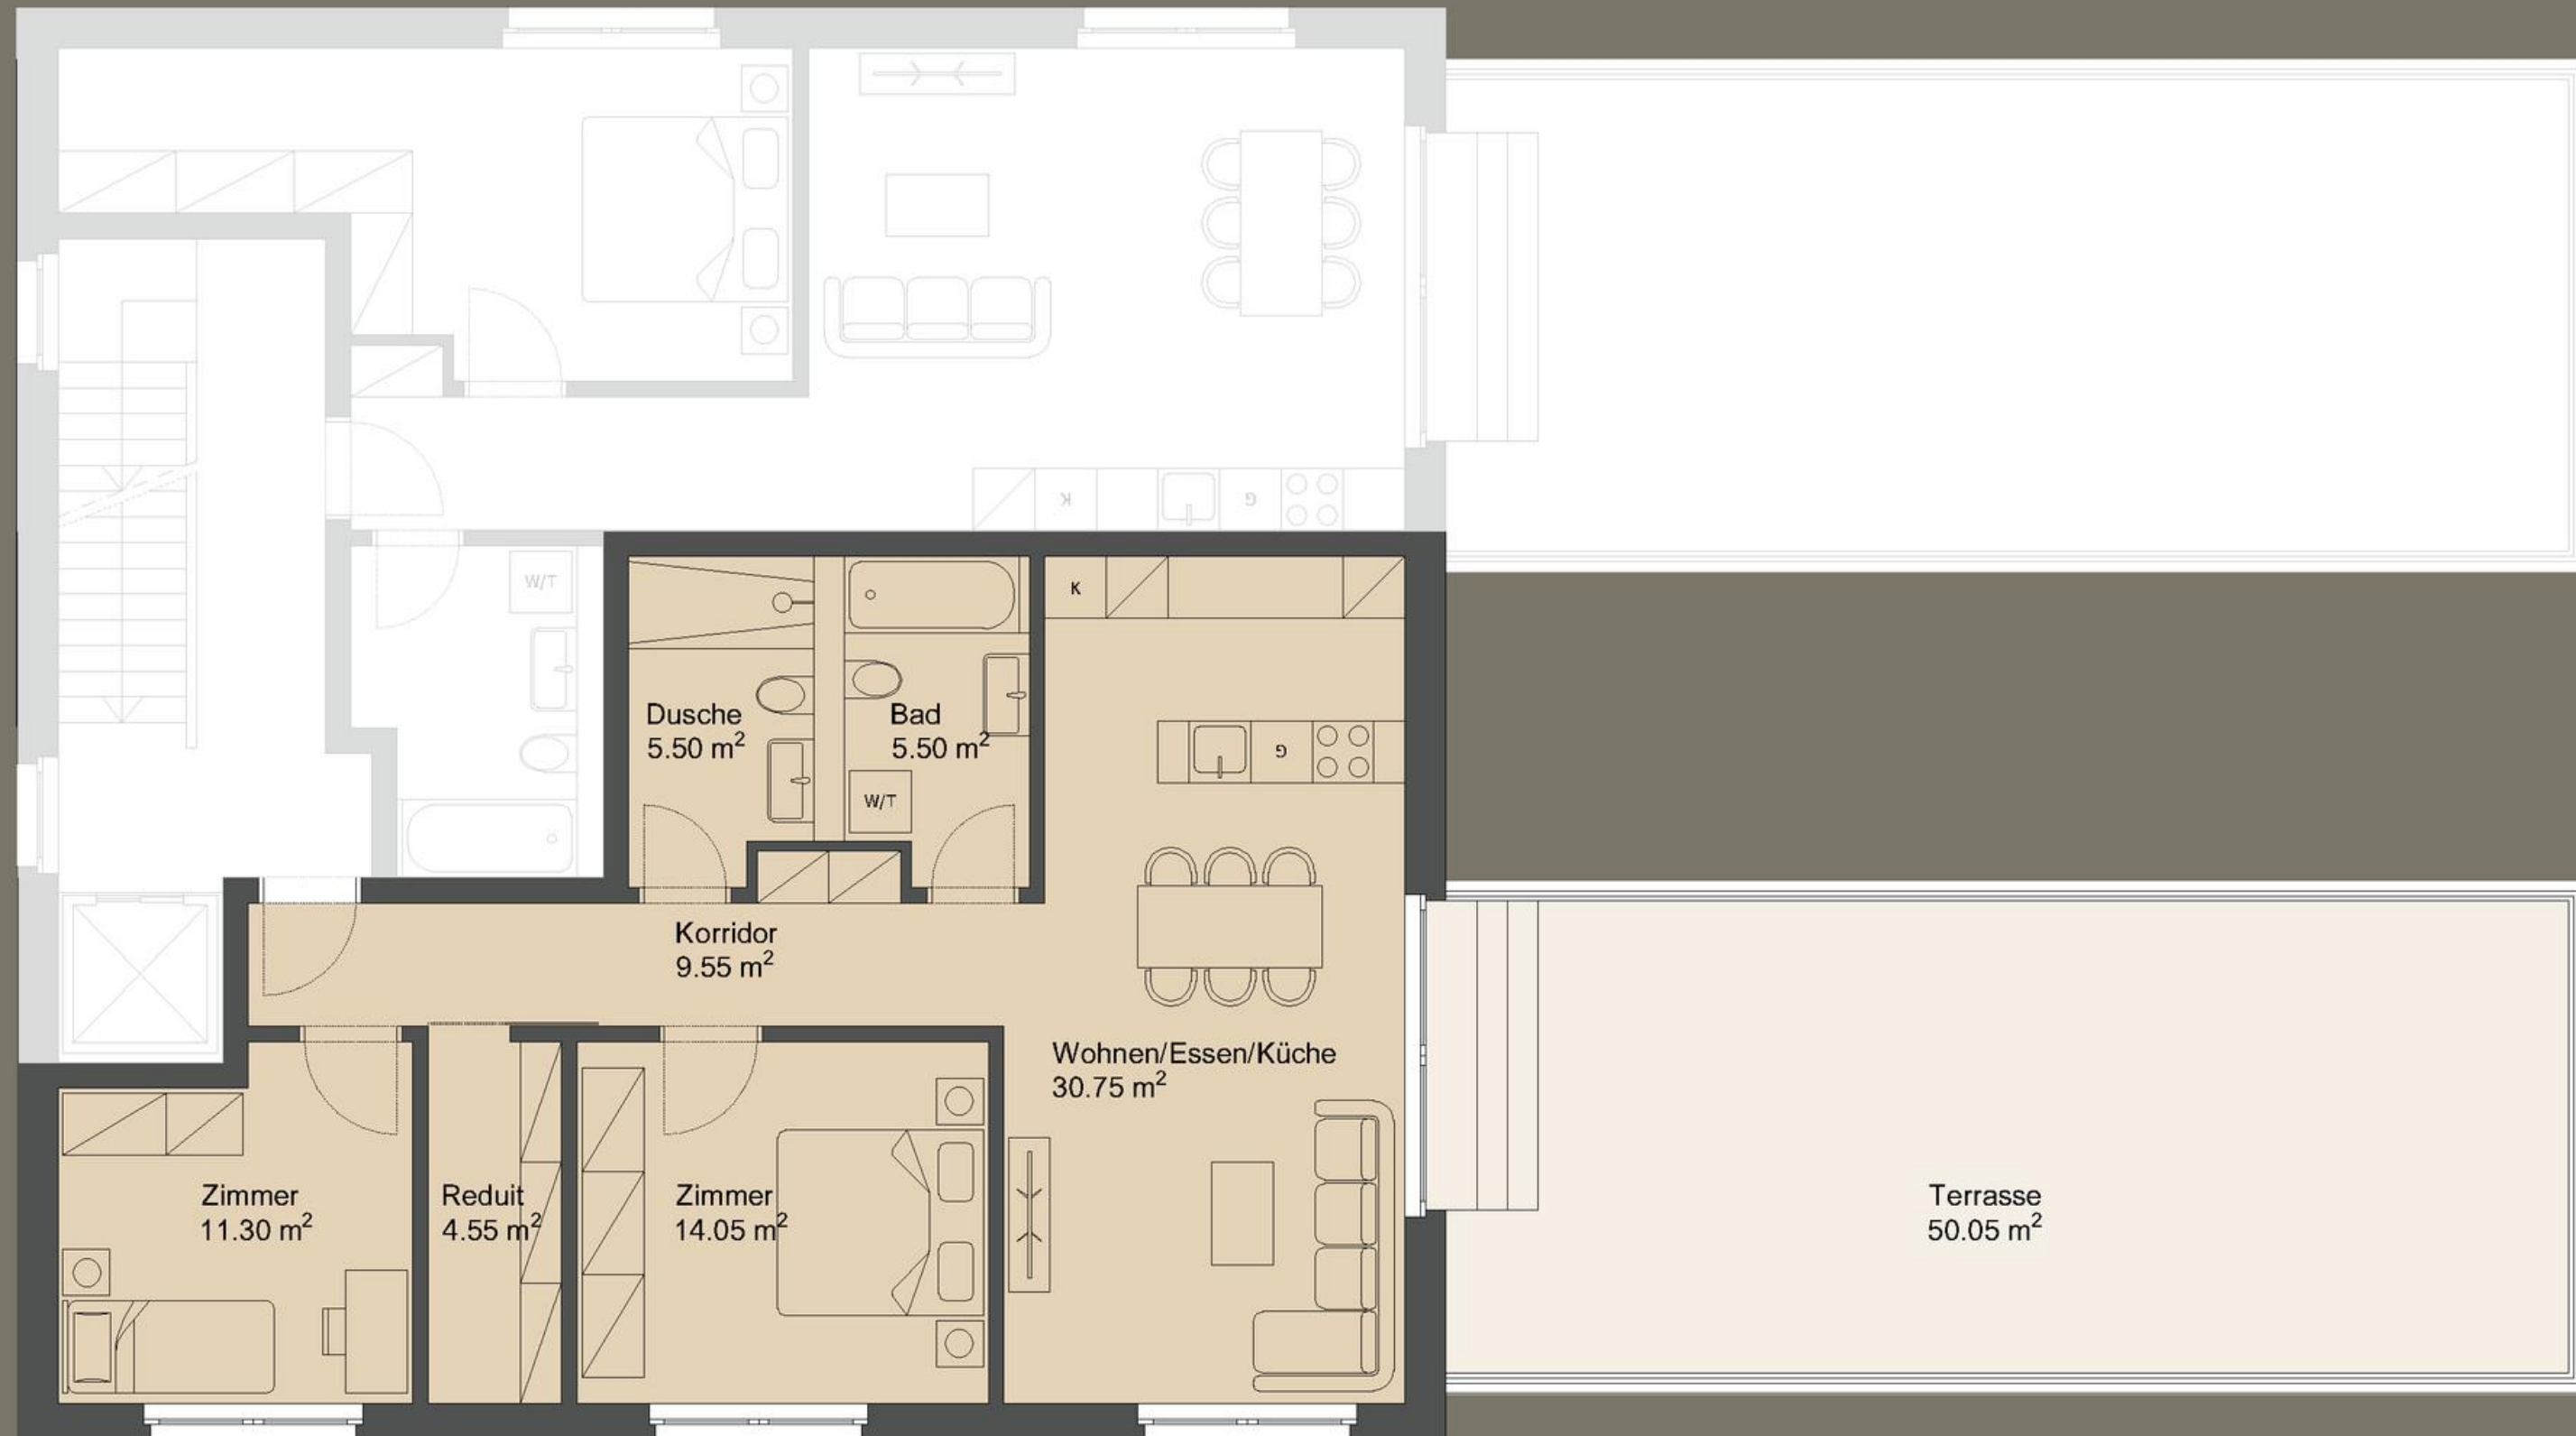 K
G
W/T
K
Dusche
5.50 m²
Bad
5.50 m²
G
W/T
Korridor
9.55 m²
Wohnen/Essen/Küche
30.75 m²
Zimmer
11.30 m²
Reduit
4.55 m²
Zimmer
14.05 m²
Terrasse
50.05 m²